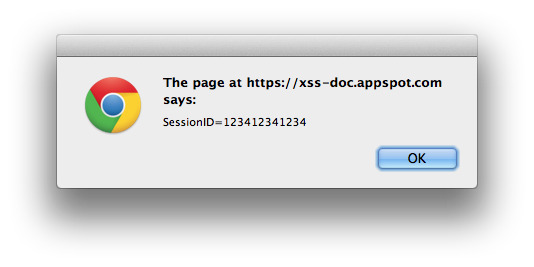 The page at https://xss-doc.appspot.com
says:
SessionID=123412341234
OK